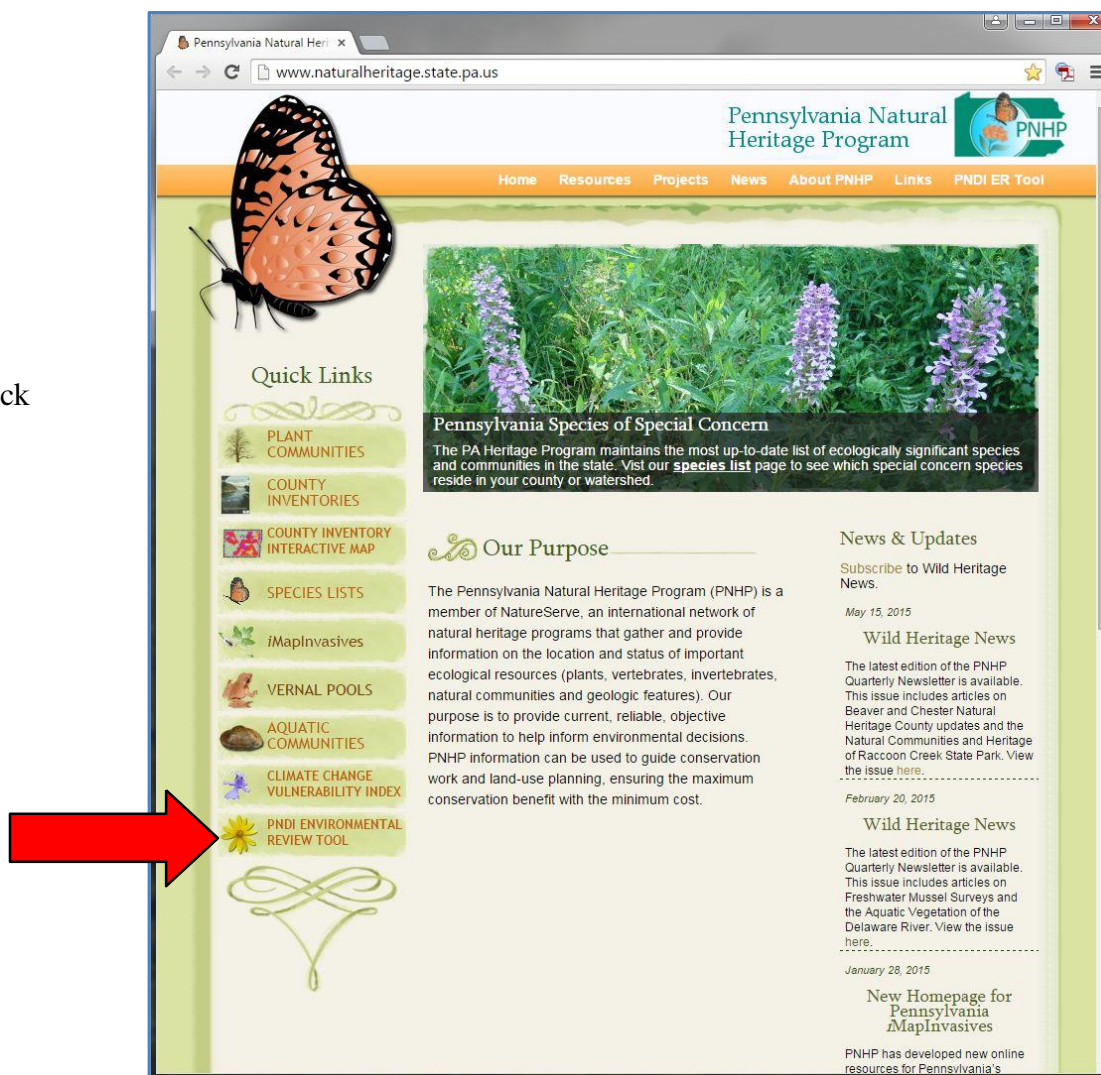 Pennsylvania Natural Heri
www.naturalheritage.state.pa.us
Pennsylvania Natural
Heritage Program
PNHP
Home Resources Projects News About PNHP Links PNDI ER Tool
ck
Quick Links
PLANT
COMMUNITIES
COUNTY
INVENTORIES
COUNTY INVENTORY
INTERACTIVE MAP
SPECIES LISTS
iMapInvasives
VERNAL POOLS
AQUATIC
COMMUNITIES
CLIMATE CHANGE
VULNERABILITY INDEX
PNDI ENVIRONMENTAL
REVIEW TOOL
Pennsylvania Species of Special Concern
The PA Heritage Program maintains the most up-to-date list of ecologically significant species
and communities in the state. Vist our species list page to see which special concern species
reside in your county or watershed.
Our Purpose
The Pennsylvania Natural Heritage Program (PNHP) is a
member of NatureServe, an international network of
natural heritage programs that gather and provide
information on the location and status of important
ecological resources (plants, vertebrates, invertebrates,
natural communities and geologic features). Our
purpose is to provide current, reliable, objective
information to help inform environmental decisions.
PNHP information can be used to guide conservation
work and land-use planning, ensuring the maximum
conservation benefit with the minimum cost.
News & Updates
Subscribe to Wild Heritage
News.
May 15, 2015
Wild Heritage News
The latest edition of the PNHP
Quarterly Newsletter is available.
This issue includes articles on
Beaver and Chester Natural
Heritage County updates and the
Natural Communities and Heritage
of Raccoon Creek State Park. View
the issue here.
February 20, 2015
Wild Heritage News
The latest edition of the PNHP
Quarterly Newsletter is available.
This issue includes articles on
Freshwater Mussel Surveys and
the Aquatic Vegetation of the
Delaware River. View the issue
here.
January 28, 2015
New Homepage for
Pennsylvania
iMapInvasives
PNHP has developed new online
resources for Pennsylvania's